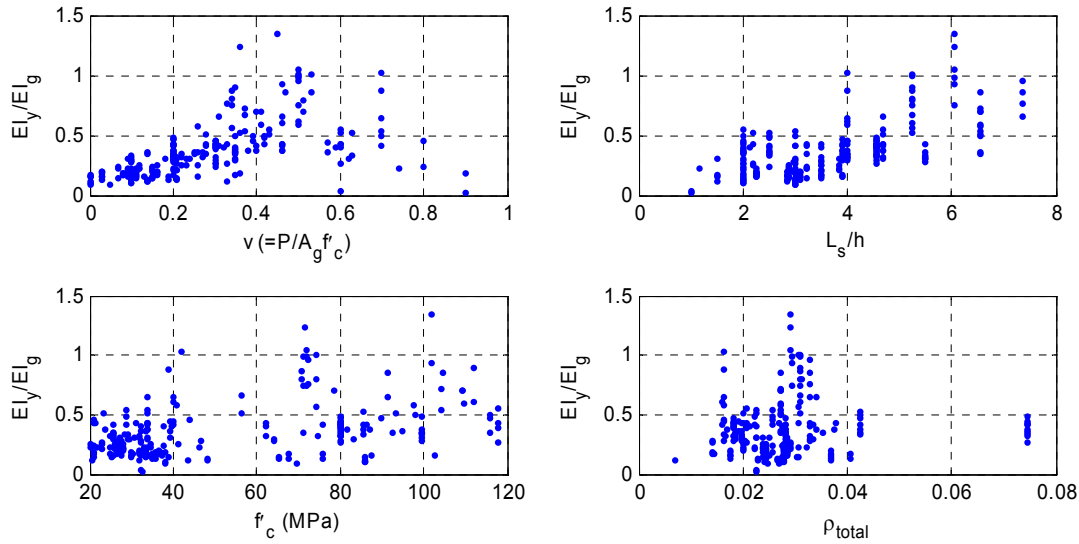 1.5
1
0.5
0
EI_y/EI_g
0 0.2 0.4 0.6 0.8 1
v (=P/A_gf'_c)
1.5
1
0.5
0
EI_y/EI_g
0 2 4 6 8
L_s/h
1.5
1
0.5
0
EI_y/EI_g
20 40 60 80 100 120
f'_c (MPa)
1.5
1
0.5
0
EI_y/EI_g
0 0.02 0.04 0.06 0.08
ρ_total